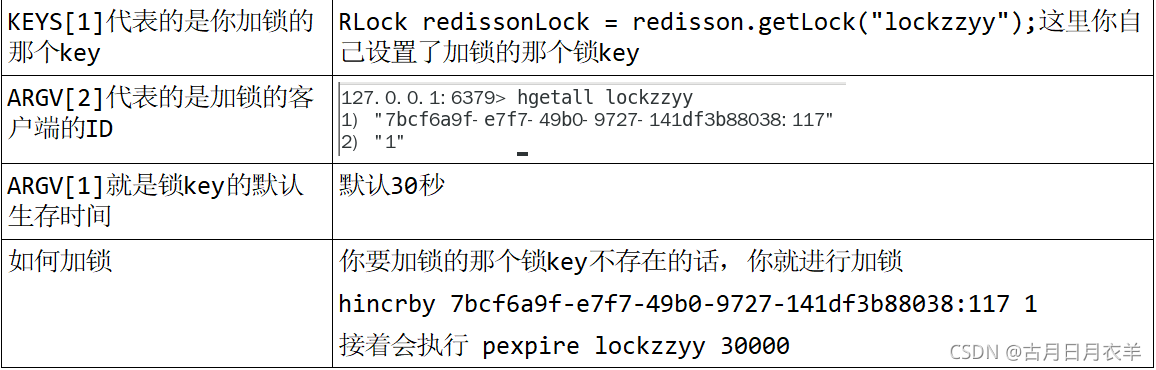 KEYS[1]代表的是你加锁的
那个key
RLock redissonLock = redisson.getLock("lockzzyy");这里你自
己设置了加锁的那个锁key
ARGV[2]代表的是加锁的客
户端的ID
127.0.0.1:6379> hgetall lockzzyy
1) "7bcf6a9f-e7f7-49b0-9727-141df3b88038:117"
2) "1"
ARGV[1]就是锁key的默认
生存时间
默认30秒
如何加锁
你要加锁的那个锁key不存在的话，你就进行加锁
hincrby 7bcf6a9f-e7f7-49b0-9727-141df3b88038:117 1
接着会执行 pexpire lockzzyy 30000
CSDN @古月日月衣羊